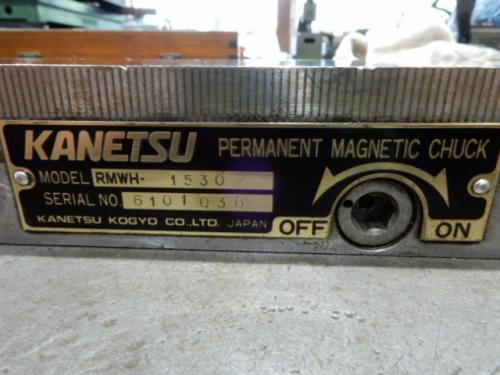 KANETSU PERMANENT MAGNETIC CHUCK
MODEL RMWH- 1530
SERIAL NO. 6101036
KANETSU KOGYO CO.,LTD. JAPAN
OFF ON